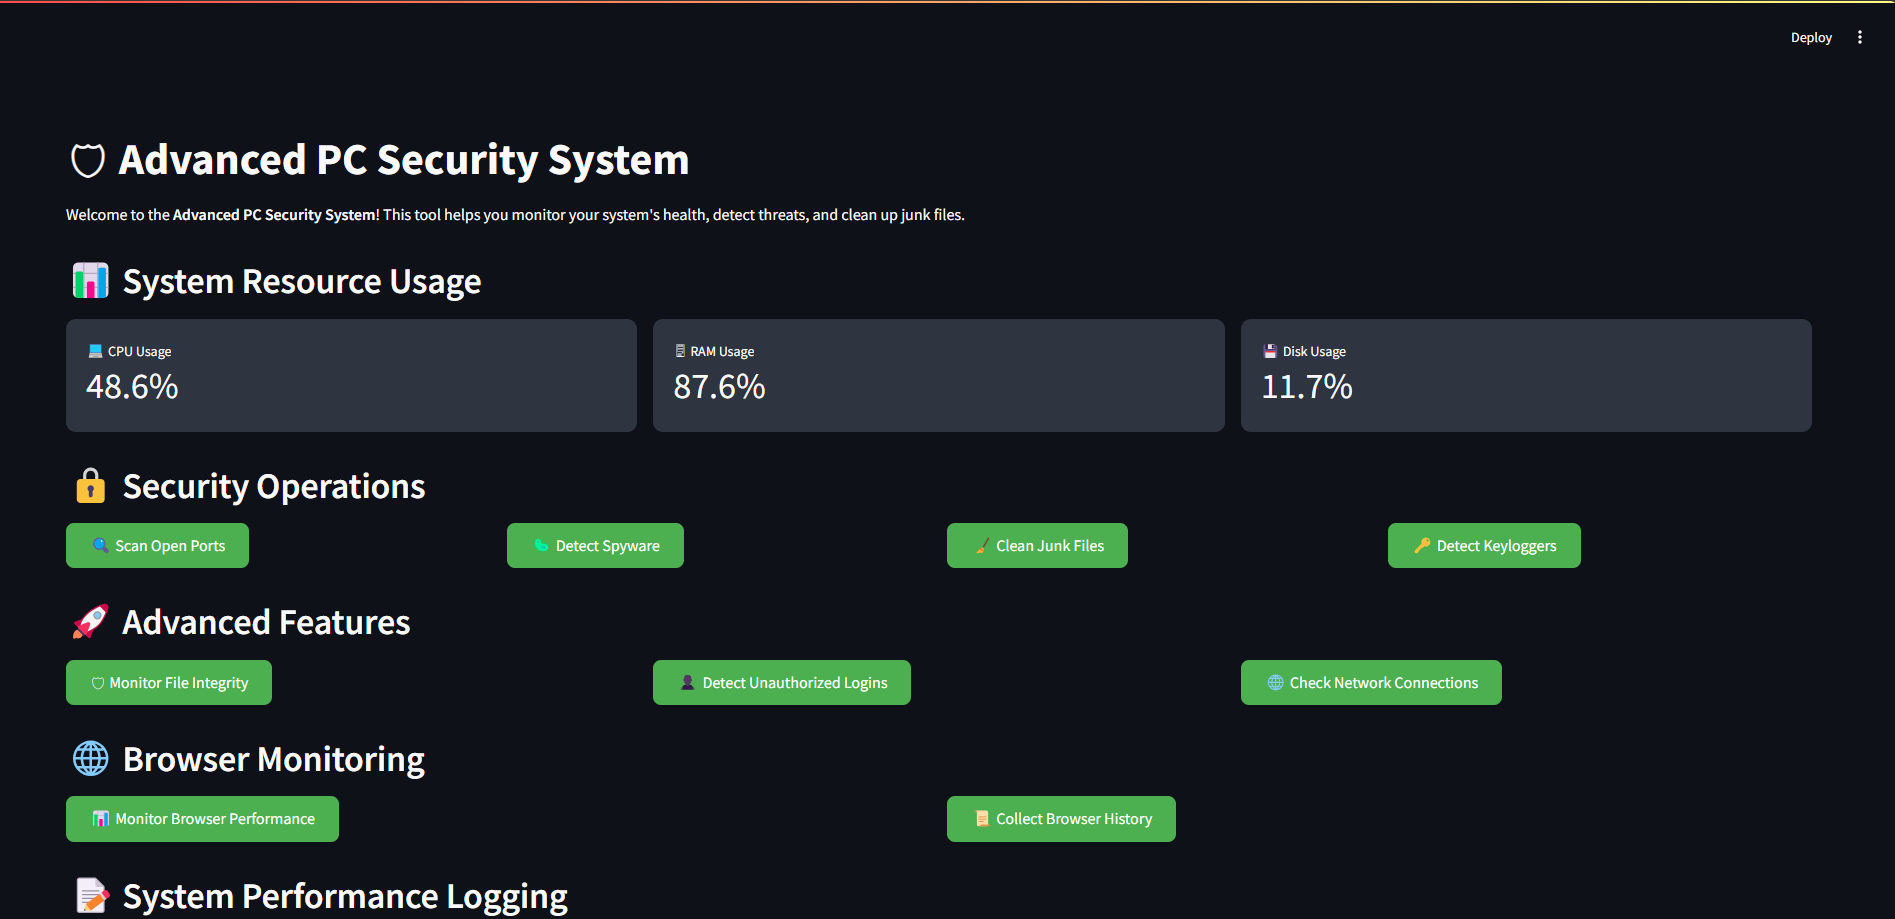 Deploy
Advanced PC Security System
Welcome to the Advanced PC Security System! This tool helps you monitor your system's health, detect threats, and clean up junk files.
System Resource Usage
CPU Usage
48.6%
RAM Usage
87.6%
Disk Usage
11.7%
Security Operations
Scan Open Ports
Detect Spyware
Clean Junk Files
Detect Keyloggers
Advanced Features
Monitor File Integrity
Detect Unauthorized Logins
Check Network Connections
Browser Monitoring
Monitor Browser Performance
Collect Browser History
System Performance Logging